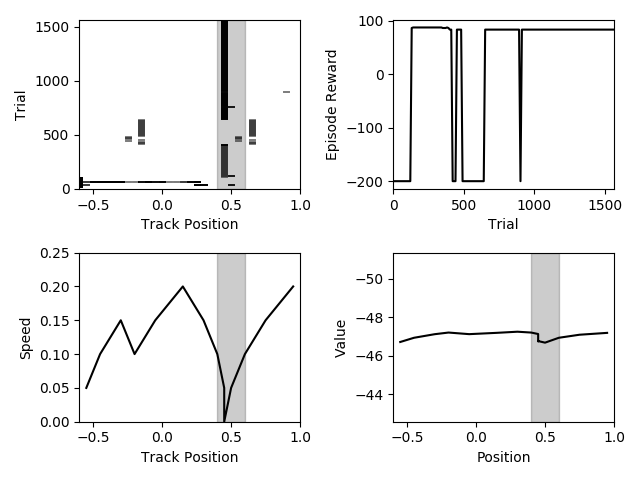 1500
1000
500
0
Trial
−0.5 0.0 0.5 1.0
Track Position
100
0
−100
−200
Episode Reward
0 500 1000 1500
Trial
0.25
0.20
0.15
0.10
0.05
0.00
Speed
−0.5 0.0 0.5 1.0
Track Position
−50
−48
−46
−44
Value
−0.5 0.0 0.5 1.0
Position